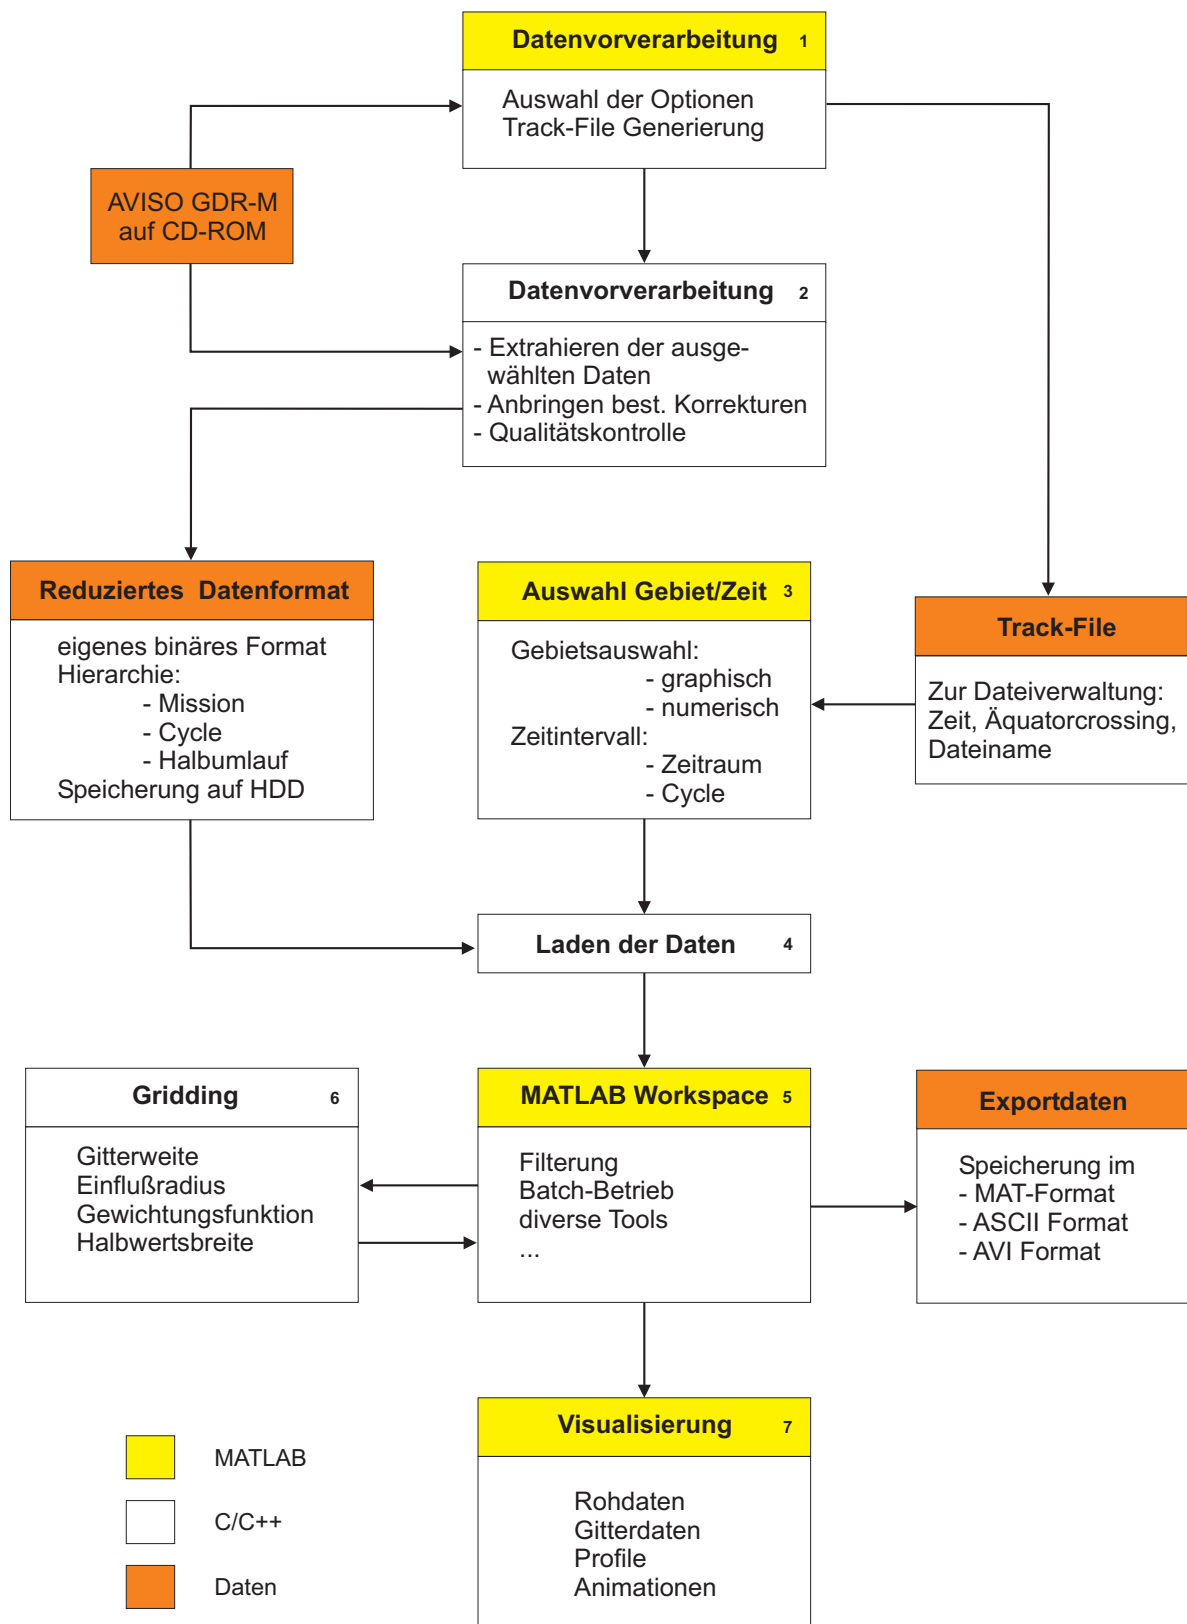 Datenvorverarbeitung 1
Auswahl der Optionen
Track-File Generierung
AVISO GDR-M
auf CD-ROM
Datenvorverarbeitung 2
- Extrahieren der ausge-
wählten Daten
- Anbringen best. Korrekturen
- Qualitätskontrolle
Reduziertes Datenformat
eigenes binäres Format
Hierarchie:
- Mission
- Cycle
- Halbumlauf
Speicherung auf HDD
Auswahl Gebiet/Zeit 3
Gebietsauswahl:
- graphisch
- numerisch
Zeitintervall:
- Zeitraum
- Cycle
Track-File
Zur Dateiverwaltung:
Zeit, Äquatorcrossing,
Dateiname
Laden der Daten 4
Gridding 6
Gitterweite
Einflußradius
Gewichtungsfunktion
Halbwertsbreite
MATLAB Workspace 5
Filterung
Batch-Betrieb
diverse Tools
...
Exportdaten
Speicherung im
- MAT-Format
- ASCII Format
- AVI Format
Visualisierung 7
Rohdaten
Gitterdaten
Profile
Animationen
MATLAB
C/C++
Daten